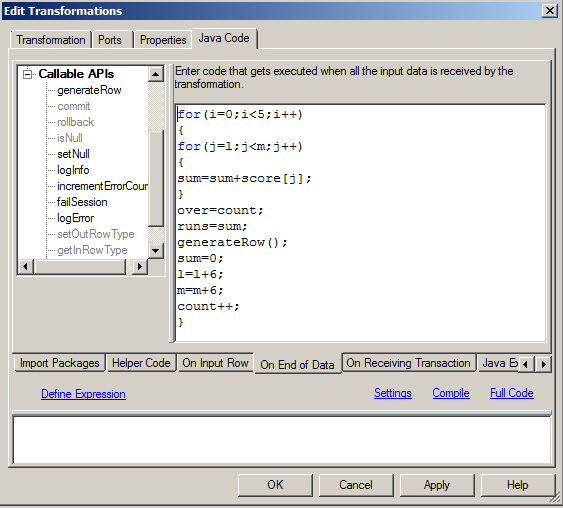 Edit Transformations
Transformation Ports Properties Java Code
Callable APIs
generateRow
commit
rollback
isNull
setNull
logInfo
incrementErrorCour
failSession
logError
setOutRowType
getInRowType
Enter code that gets executed when all the input data is received by the
transformation.
for(i=0;i<5;i++)
{
for(j=l;j<m;j++)
{
sum=sum+score[j];
}
over=count;
runs=sum;
generateRow();
sum=0;
l=l+6;
m=m+6;
count++;
}
Import Packages Helper Code On Input Row On End of Data On Receiving Transaction Java E
Define Expression Settings Compile Full Code
OK Cancel Apply Help